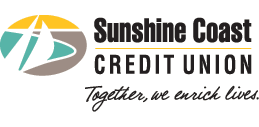 Sunshine Coast
CREDIT UNION
Together, we enrich lives.